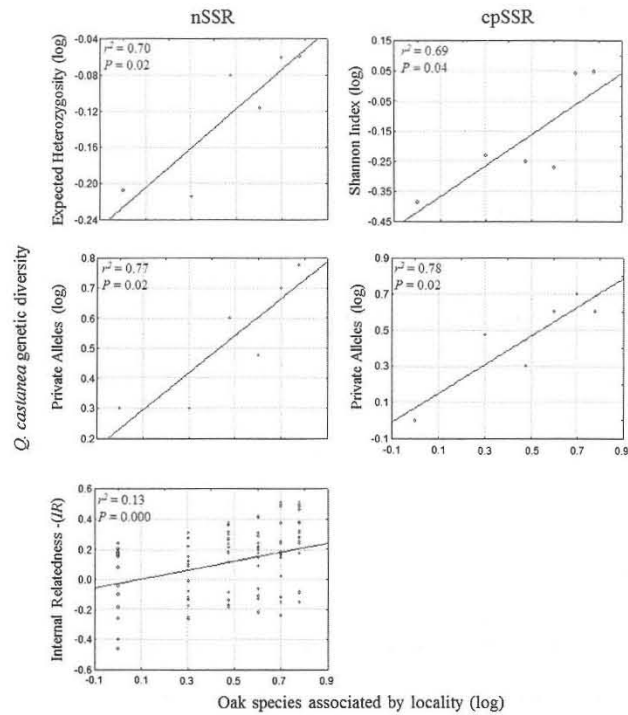 nSSR
cpSSR
Expected Heterozygosity (log)
-0.04
-0.08
-0.12
-0.16
-0.20
-0.24
r² = 0.70
P = 0.02
Shannon Index (log)
0.15
0.05
-0.05
-0.15
-0.25
-0.35
-0.45
r² = 0.69
P = 0.04
Q. castanea genetic diversity
Private Alleles (log)
0.8
0.7
0.6
0.5
0.4
0.3
0.2
r² = 0.77
P = 0.02
Private Alleles (log)
0.9
0.7
0.5
0.3
0.1
-0.1
r² = 0.78
P = 0.02
-0.1 0.1 0.3 0.5 0.7 0.9
Internal Relatedness -(IR)
0.6
0.4
0.2
0.0
-0.2
-0.4
-0.6
r² = 0.13
P = 0.000
-0.1 0.1 0.3 0.5 0.7 0.9
Oak species associated by locality (log)